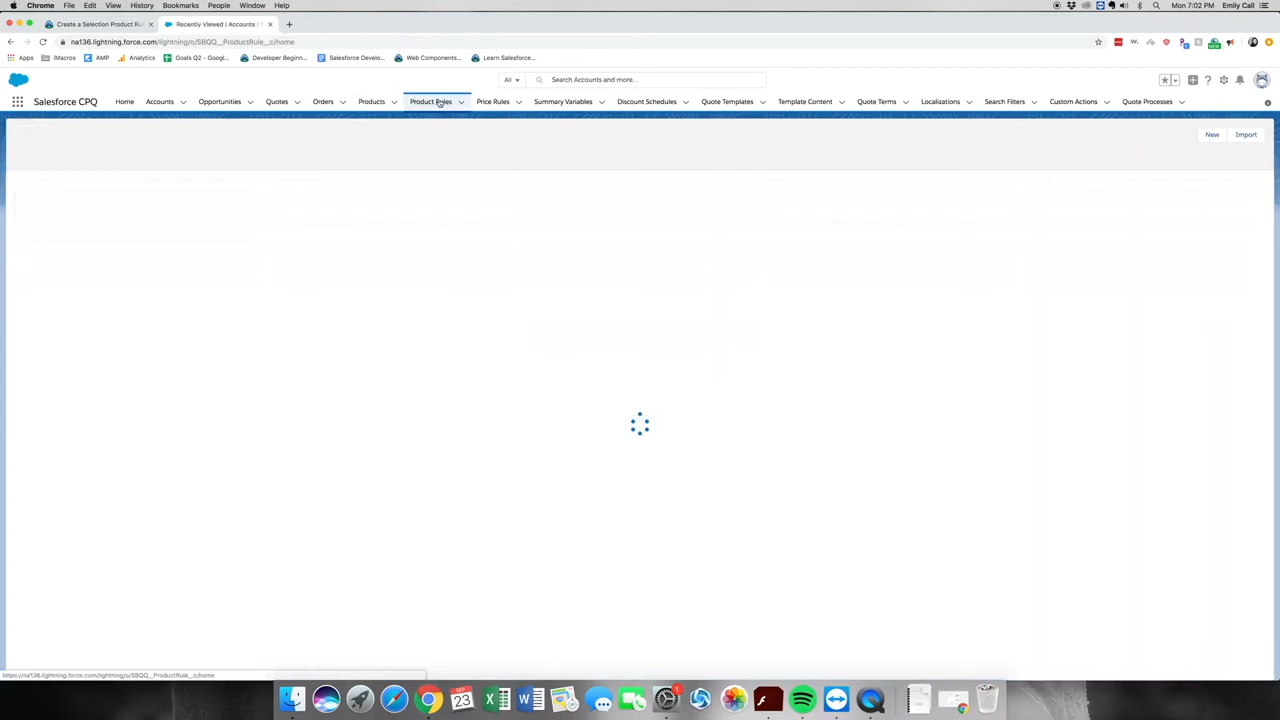 Chrome File Edit View History Bookmarks People Window Help Mon 7:02 PM Emily Call
Create a Selection Product Ru Recently Viewed | Accounts | S
na136.lightning.force.com/lightning/o/SBQQ__ProductRule__c/home
Apps iMacros AMP Analytics Goals Q2 - Googl... Developer Beginn... Salesforce Develo... Web Components... Learn Salesforce...
All Search Accounts and more...
Salesforce CPQ Home Accounts Opportunities Quotes Orders Products Product Rules Price Rules Summary Variables Discount Schedules Quote Templates Template Content Quote Terms Localizations Search Filters Custom Actions Quote Processes
New Import
https://na136.lightning.force.com/lightning/o/SBQQ__ProductRule__c/home
23 1